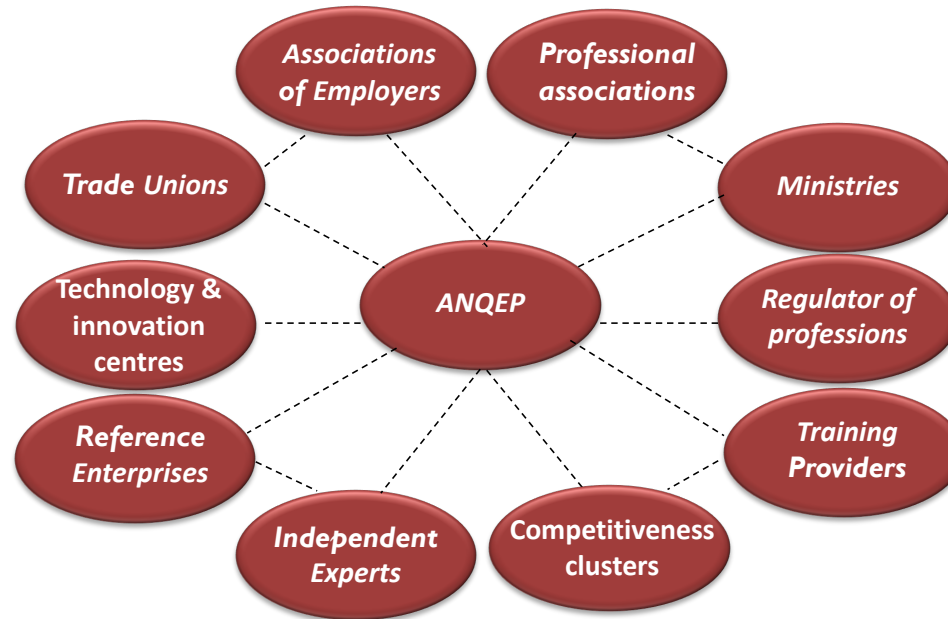 Associations
of Employers
Professional
associations
Trade Unions
Ministries
ANQEP
Technology &
innovation
centres
Regulator of
professions
Reference
Enterprises
Training
Providers
Independent
Experts
Competitiveness
clusters